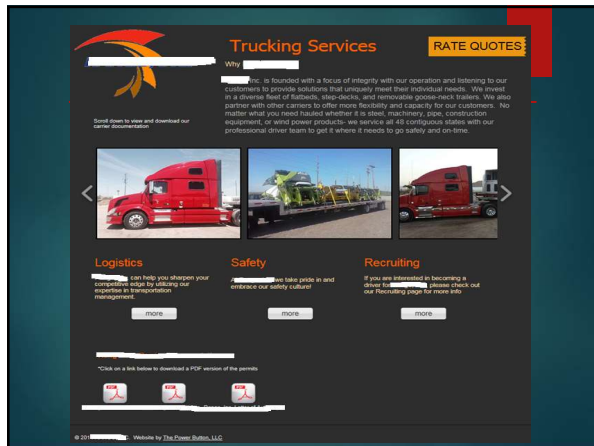 Trucking Services
RATE QUOTES
Why
Inc. is founded with a focus of integrity with our operation and listening to our
customers to provide solutions that uniquely meet their individual needs. We invest
in a diverse fleet of flatbeds, step-decks, and removable goose-neck trailers. We also
partner with other carriers to offer more flexibility and capacity for our customers. No
matter what you need hauled whether it is steel, machinery, pipe, construction
equipment, or wind power products- we service all 48 contiguous states with our
professional driver team to get it where it needs to go safely and on-time.
Scroll down to view and download our
carrier documentation
Logistics
can help you sharpen your
competitive edge by utilizing our
expertise in transportation
management.
more
Safety
we take pride in and
embrace our safety culture!
more
Recruiting
If you are interested in becoming a
driver for please check out
our Recruiting page for more info
more
*Click on a link below to download a PDF version of the permits
PDF PDF PDF
© 201 C. Website by The Power Button, LLC